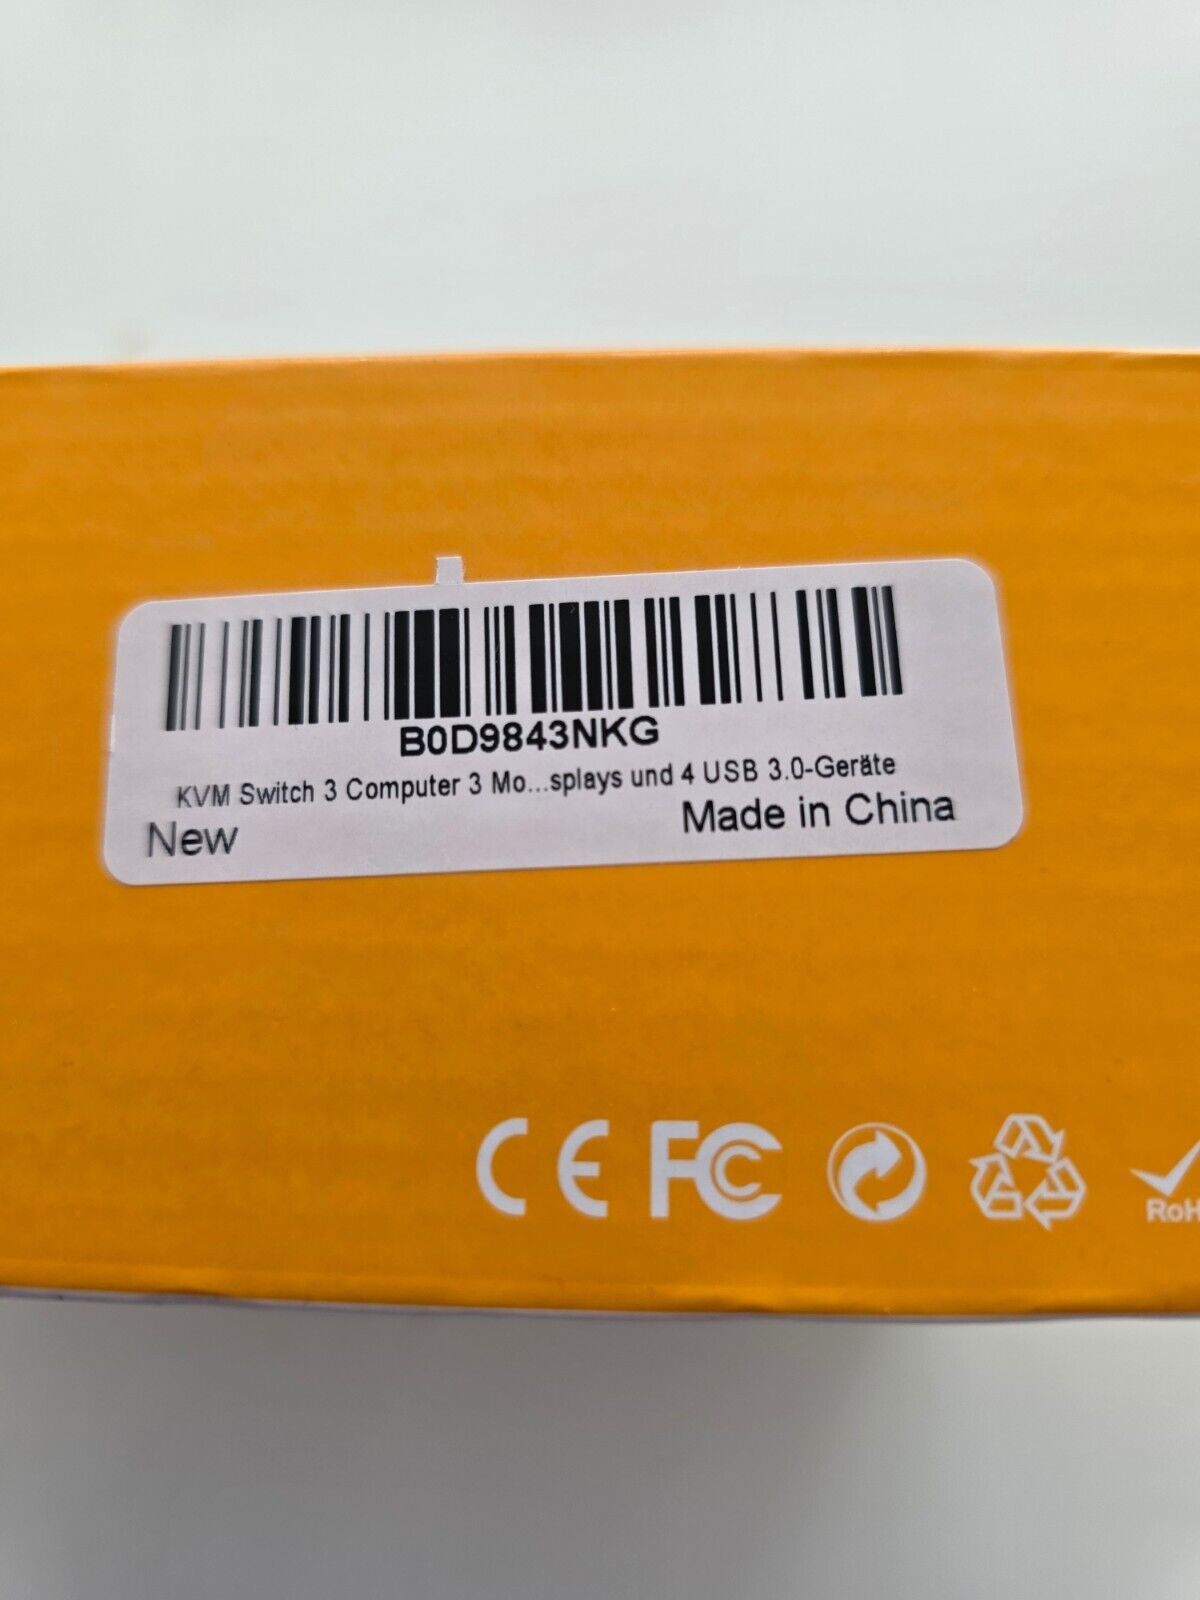 B0D9843NKG
KVM Switch 3 Computer 3 Mo...splays und 4 USB 3.0-Geräte
New Made in China
CE FC
RoH